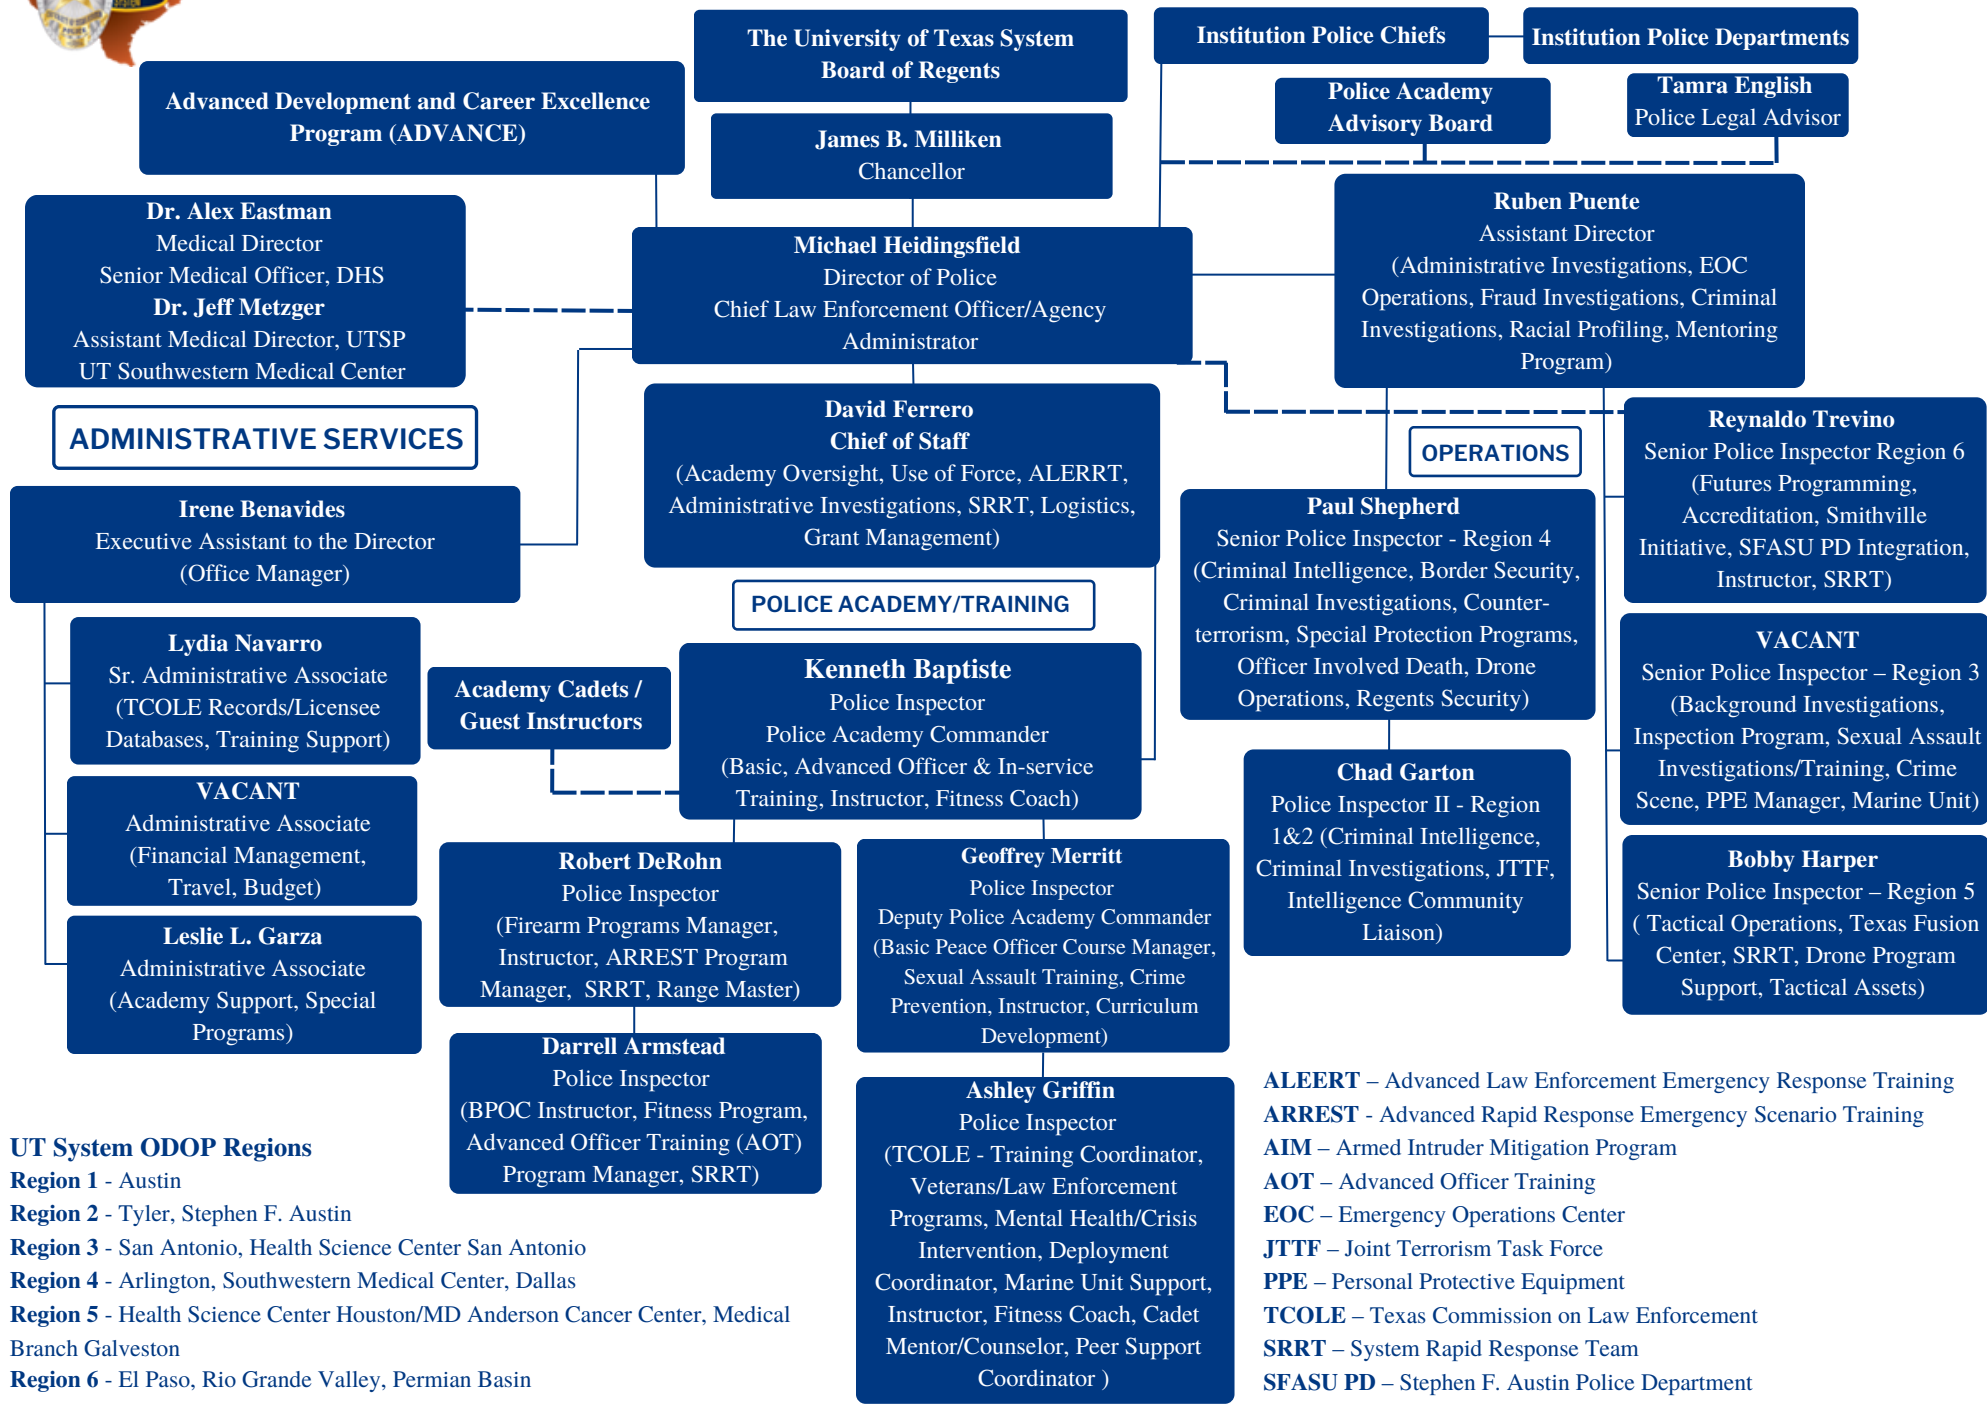 The University of Texas System
Board of Regents
Institution Police Chiefs
Institution Police Departments
Advanced Development and Career Excellence
Program (ADVANCE)
James B. Milliken
Chancellor
Police Academy
Advisory Board
Tamra English
Police Legal Advisor
Dr. Alex Eastman
Medical Director
Senior Medical Officer, DHS
Dr. Jeff Metzger
Assistant Medical Director, UTSP
UT Southwestern Medical Center
Michael Heidingsfield
Director of Police
Chief Law Enforcement Officer/Agency
Administrator
Ruben Puente
Assistant Director
(Administrative Investigations, EOC
Operations, Fraud Investigations, Criminal
Investigations, Racial Profiling, Mentoring
Program)
ADMINISTRATIVE SERVICES
David Ferrero
Chief of Staff
(Academy Oversight, Use of Force, ALERRT,
Administrative Investigations, SRRT, Logistics,
Grant Management)
OPERATIONS
Reynaldo Trevino
Senior Police Inspector Region 6
(Futures Programming,
Accreditation, Smithville
Initiative, SFASU PD Integration,
Instructor, SRRT)
Irene Benavides
Executive Assistant to the Director
(Office Manager)
POLICE ACADEMY/TRAINING
Paul Shepherd
Senior Police Inspector - Region 4
(Criminal Intelligence, Border Security,
Criminal Investigations, Counter-
terrorism, Special Protection Programs,
Officer Involved Death, Drone
Operations, Regents Security)
VACANT
Senior Police Inspector – Region 3
(Background Investigations,
Inspection Program, Sexual Assault
Investigations/Training, Crime
Scene, PPE Manager, Marine Unit)
Lydia Navarro
Sr. Administrative Associate
(TCOLE Records/Licensee
Databases, Training Support)
Academy Cadets /
Guest Instructors
Kenneth Baptiste
Police Inspector
Police Academy Commander
(Basic, Advanced Officer & In-service
Training, Instructor, Fitness Coach)
Chad Garton
Police Inspector II - Region
1&2 (Criminal Intelligence,
Criminal Investigations, JTTF,
Intelligence Community
Liaison)
VACANT
Administrative Associate
(Financial Management,
Travel, Budget)
Robert DeRohn
Police Inspector
(Firearm Programs Manager,
Instructor, ARREST Program
Manager, SRRT, Range Master)
Geoffrey Merritt
Police Inspector
Deputy Police Academy Commander
(Basic Peace Officer Course Manager,
Sexual Assault Training, Crime
Prevention, Instructor, Curriculum
Development)
Bobby Harper
Senior Police Inspector – Region 5
( Tactical Operations, Texas Fusion
Center, SRRT, Drone Program
Support, Tactical Assets)
Leslie L. Garza
Administrative Associate
(Academy Support, Special
Programs)
Darrell Armstead
Police Inspector
(BPOC Instructor, Fitness Program,
Advanced Officer Training (AOT)
Program Manager, SRRT)
Ashley Griffin
Police Inspector
(TCOLE - Training Coordinator,
Veterans/Law Enforcement
Programs, Mental Health/Crisis
Intervention, Deployment
Coordinator, Marine Unit Support,
Instructor, Fitness Coach, Cadet
Mentor/Counselor, Peer Support
Coordinator )
UT System ODOP Regions
Region 1 - Austin
Region 2 - Tyler, Stephen F. Austin
Region 3 - San Antonio, Health Science Center San Antonio
Region 4 - Arlington, Southwestern Medical Center, Dallas
Region 5 - Health Science Center Houston/MD Anderson Cancer Center, Medical
Branch Galveston
Region 6 - El Paso, Rio Grande Valley, Permian Basin
ALEERT – Advanced Law Enforcement Emergency Response Training
ARREST - Advanced Rapid Response Emergency Scenario Training
AIM – Armed Intruder Mitigation Program
AOT – Advanced Officer Training
EOC – Emergency Operations Center
JTTF – Joint Terrorism Task Force
PPE – Personal Protective Equipment
TCOLE – Texas Commission on Law Enforcement
SRRT – System Rapid Response Team
SFASU PD – Stephen F. Austin Police Department